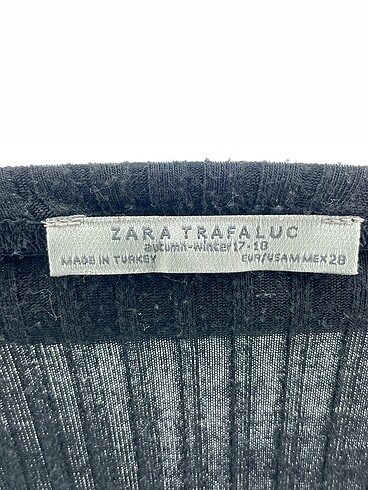 ZARA TRAFALUC
autumn-winter17-18
MADE IN TURKEY EUR/USA M MEX 28